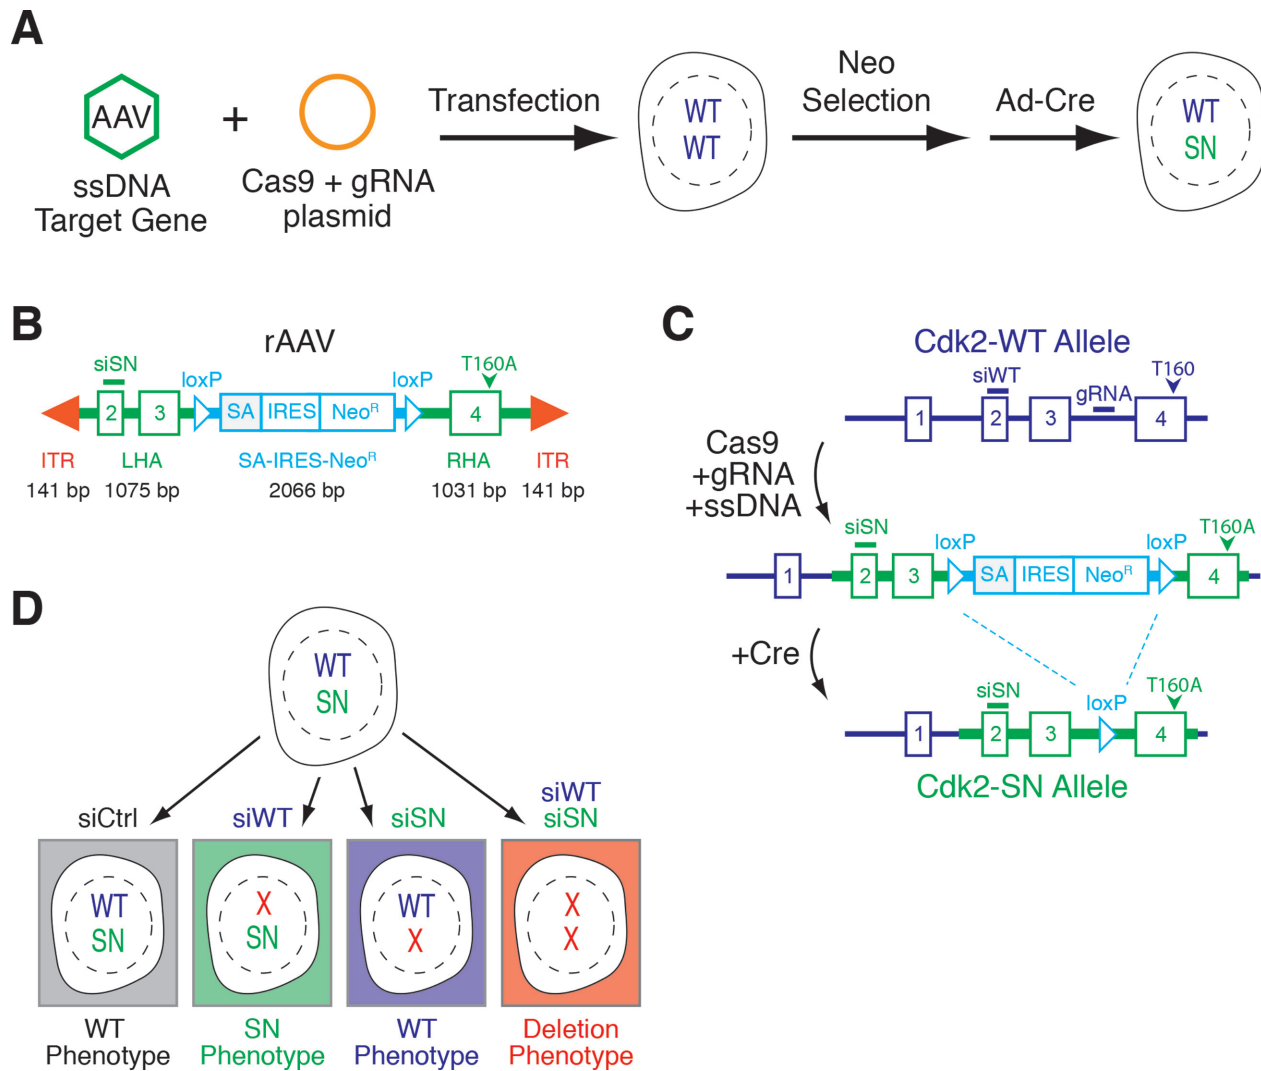 A
AAV
ssDNA
Target Gene
+
Cas9 + gRNA
plasmid
Transfection
WT
WT
Neo
Selection
Ad-Cre
WT
SN
B
rAAV
siSN
loxP
loxP
T160A
2
3
SA
IRES
Neoᴿ
4
ITR
LHA
SA-IRES-Neoᴿ
RHA
ITR
141 bp
1075 bp
2066 bp
1031 bp
141 bp
C
Cdk2-WT Allele
siWT
gRNA
T160
1
2
3
4
Cas9
+gRNA
+ssDNA
siSN
loxP
loxP
T160A
1
2
3
SA
IRES
Neoᴿ
4
+Cre
siSN
loxP
T160A
1
2
3
4
Cdk2-SN Allele
D
WT
SN
siCtrl
siWT
siSN
siWT
siSN
WT
SN
X
SN
WT
X
X
X
WT
Phenotype
SN
Phenotype
WT
Phenotype
Deletion
Phenotype